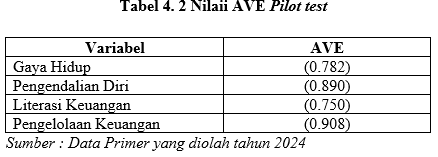 Tabel 4. 2 Nilaii AVE Pilot test
Variabel AVE
Gaya Hidup (0.782)
Pengendalian Diri (0.890)
Literasi Keuangan (0.750)
Pengelolaan Keuangan (0.908)
Sumber : Data Primer yang diolah tahun 2024